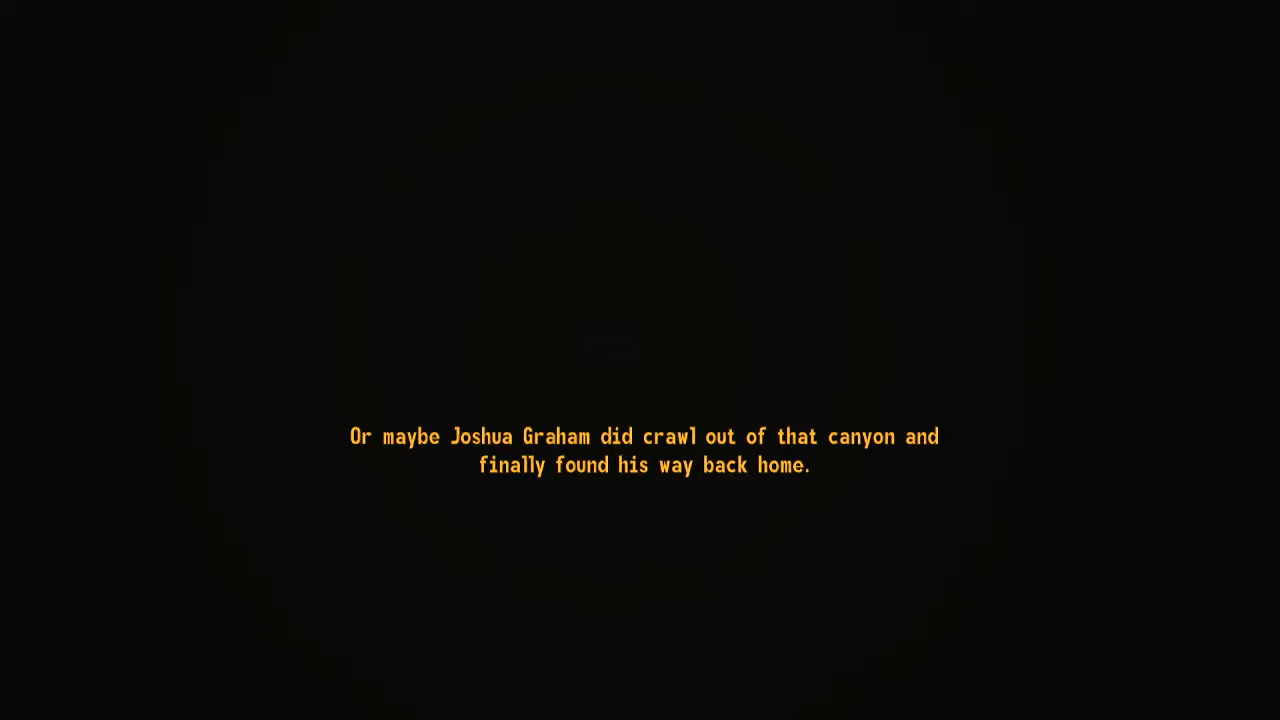 Or maybe Joshua Graham did crawl out of that canyon and
finally found his way back home.